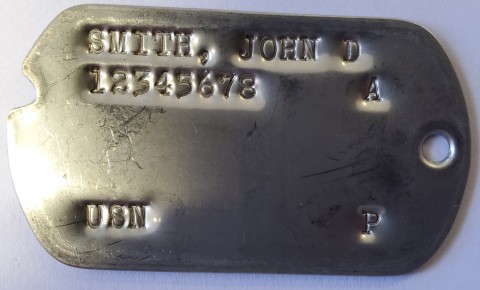 SMITH, JOHN D
12345678 A
USN P